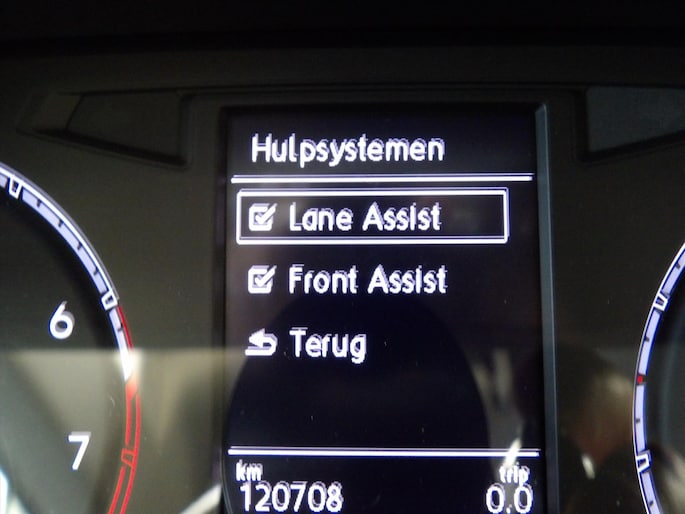 Hulpsystemen
Lane Assist
Front Assist
Terug
6
7
km trip
120708 0.0